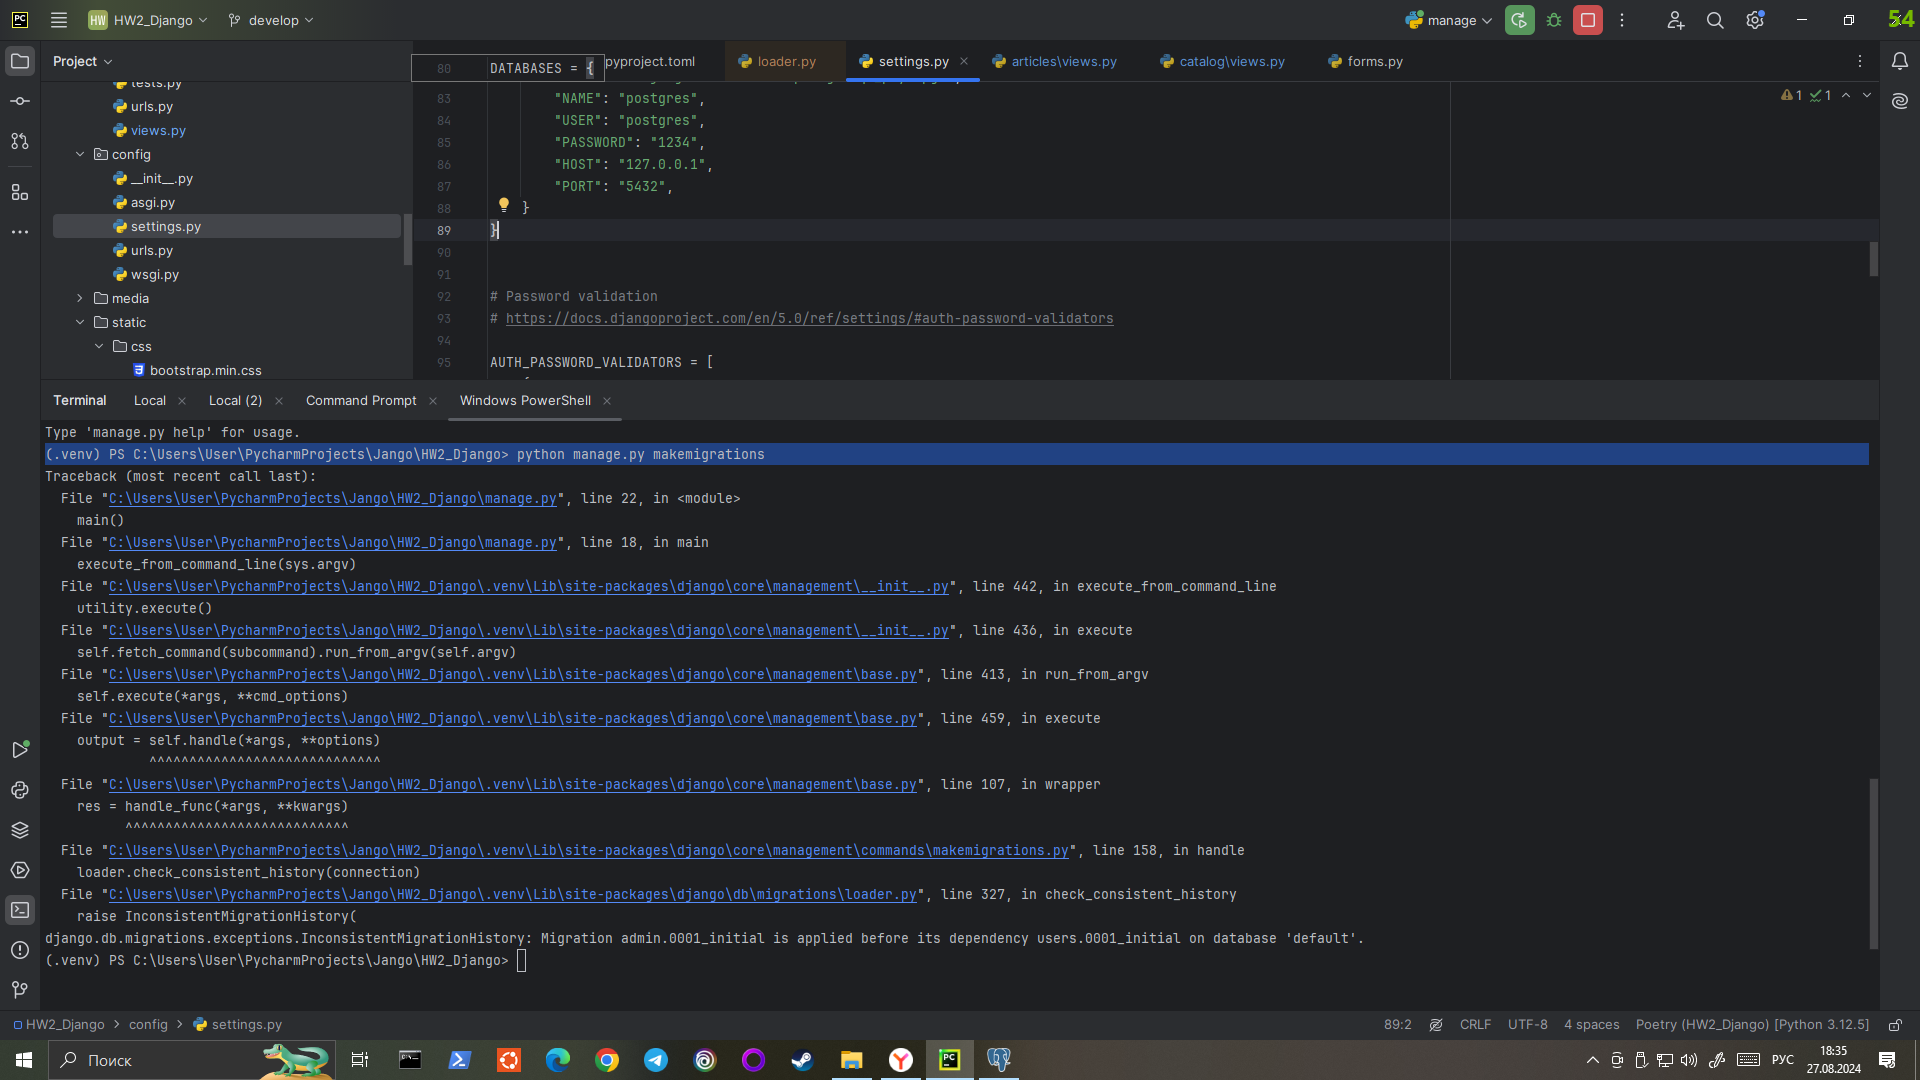 PC HW HW2_Django develop manage 54
Project
tests.py
urls.py
views.py
config
__init__.py
asgi.py
settings.py
urls.py
wsgi.py
media
static
css
bootstrap.min.css
pyproject.toml loader.py settings.py articles\views.py catalog\views.py forms.py
80 DATABASES = {
1 1
83 "NAME": "postgres",
84 "USER": "postgres",
85 "PASSWORD": "1234",
86 "HOST": "127.0.0.1",
87 "PORT": "5432",
88 }
89 }
90
91
92 # Password validation
93 # https://docs.djangoproject.com/en/5.0/ref/settings/#auth-password-validators
94
95 AUTH_PASSWORD_VALIDATORS = [
Terminal Local Local (2) Command Prompt Windows PowerShell
Type 'manage.py help' for usage.
(.venv) PS C:\Users\User\PycharmProjects\Jango\HW2_Django> python manage.py makemigrations
Traceback (most recent call last):
File "C:\Users\User\PycharmProjects\Jango\HW2_Django\manage.py", line 22, in <module>
main()
File "C:\Users\User\PycharmProjects\Jango\HW2_Django\manage.py", line 18, in main
execute_from_command_line(sys.argv)
File "C:\Users\User\PycharmProjects\Jango\HW2_Django\.venv\Lib\site-packages\django\core\management\__init__.py", line 442, in execute_from_command_line
utility.execute()
File "C:\Users\User\PycharmProjects\Jango\HW2_Django\.venv\Lib\site-packages\django\core\management\__init__.py", line 436, in execute
self.fetch_command(subcommand).run_from_argv(self.argv)
File "C:\Users\User\PycharmProjects\Jango\HW2_Django\.venv\Lib\site-packages\django\core\management\base.py", line 413, in run_from_argv
self.execute(*args, **cmd_options)
File "C:\Users\User\PycharmProjects\Jango\HW2_Django\.venv\Lib\site-packages\django\core\management\base.py", line 459, in execute
output = self.handle(*args, **options)
^^^^^^^^^^^^^^^^^^^^^^^^^^^^^
File "C:\Users\User\PycharmProjects\Jango\HW2_Django\.venv\Lib\site-packages\django\core\management\base.py", line 107, in wrapper
res = handle_func(*args, **kwargs)
^^^^^^^^^^^^^^^^^^^^^^^^^^^^
File "C:\Users\User\PycharmProjects\Jango\HW2_Django\.venv\Lib\site-packages\django\core\management\commands\makemigrations.py", line 158, in handle
loader.check_consistent_history(connection)
File "C:\Users\User\PycharmProjects\Jango\HW2_Django\.venv\Lib\site-packages\django\db\migrations\loader.py", line 327, in check_consistent_history
raise InconsistentMigrationHistory(
django.db.migrations.exceptions.InconsistentMigrationHistory: Migration admin.0001_initial is applied before its dependency users.0001_initial on database 'default'.
(.venv) PS C:\Users\User\PycharmProjects\Jango\HW2_Django>
HW2_Django > config > settings.py 89:2 CRLF UTF-8 4 spaces Poetry (HW2_Django) [Python 3.12.5]
Поиск РУС 18:35
27.08.2024